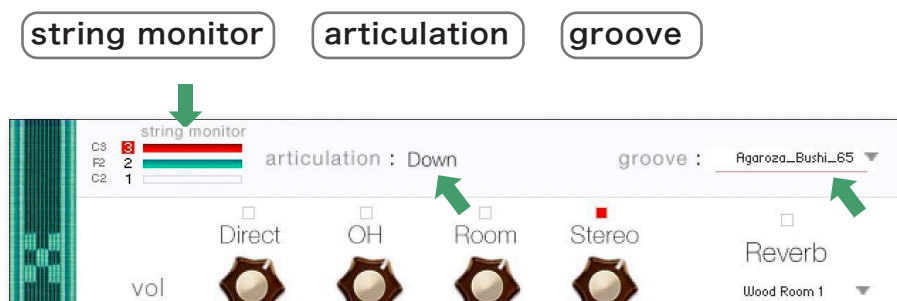 string monitor articulation groove
string monitor
C3 3
F2 2
C2 1
articulation : Down groove : Agaroza_Bushi_65
Direct OH Room Stereo Reverb
vol Wood Room 1